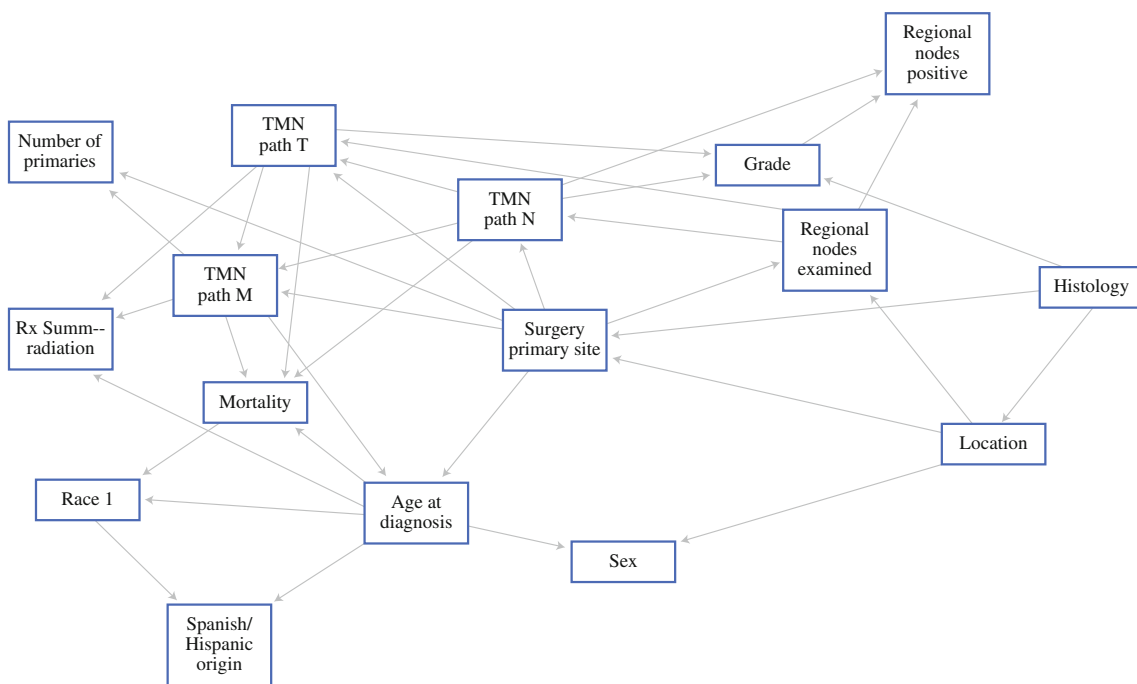 Regional
nodes
positive
TMN
path T
Number of
primaries
Grade
TMN
path N
Regional
nodes
examined
TMN
path M
Histology
Rx Summ--
radiation
Surgery
primary site
Mortality
Location
Race 1
Age at
diagnosis
Sex
Spanish/
Hispanic
origin